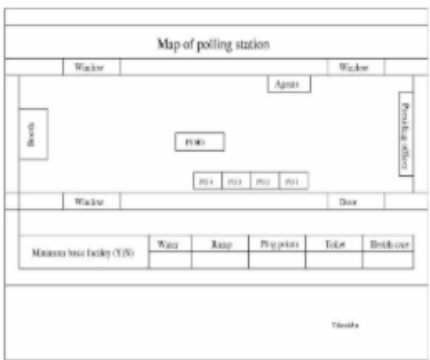 Map of polling station
Window Window
Agents
Booth
Presiding officer
PO4 PO3 PO2 PO1
Window Door
Minimum basic facility (Y/N) Water Ramp Plug points Toilet Health care